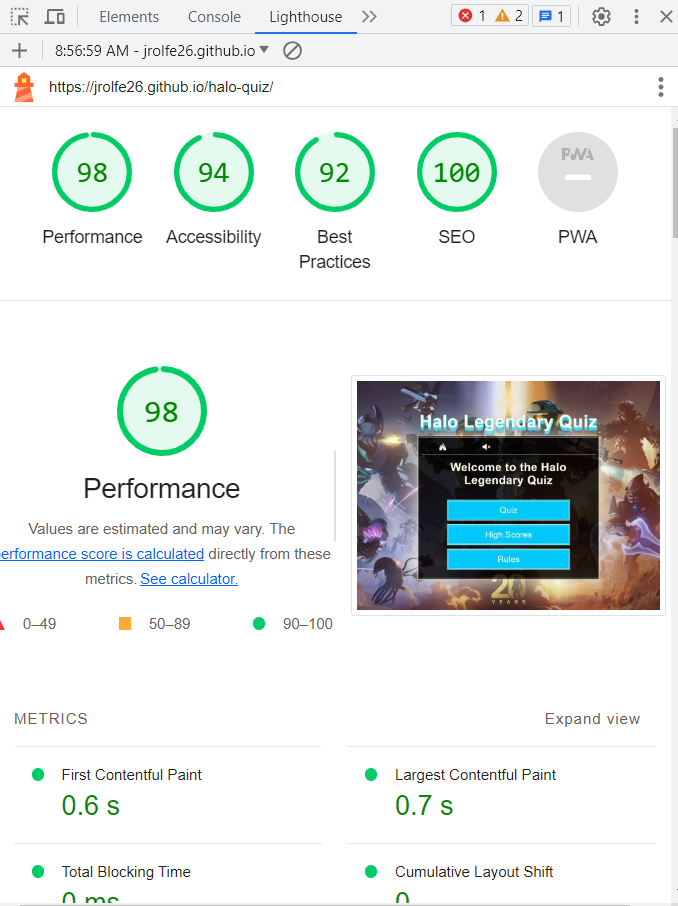 Elements Console Lighthouse 1 2 1
8:56:59 AM - jrolfe26.github.io
https://jrolfe26.github.io/halo-quiz/
98 94 92 100 PWA
Performance Accessibility Best Practices SEO PWA
98
Performance
Values are estimated and may vary. The
erformance score is calculated directly from these
metrics. See calculator.
0–49 50–89 90–100
Halo Legendary Quiz
Welcome to the Halo
Legendary Quiz
Quiz
High Scores
Rules
20
YEARS
METRICS Expand view
First Contentful Paint
0.6 s
Largest Contentful Paint
0.7 s
Total Blocking Time
0 ms
Cumulative Layout Shift
0